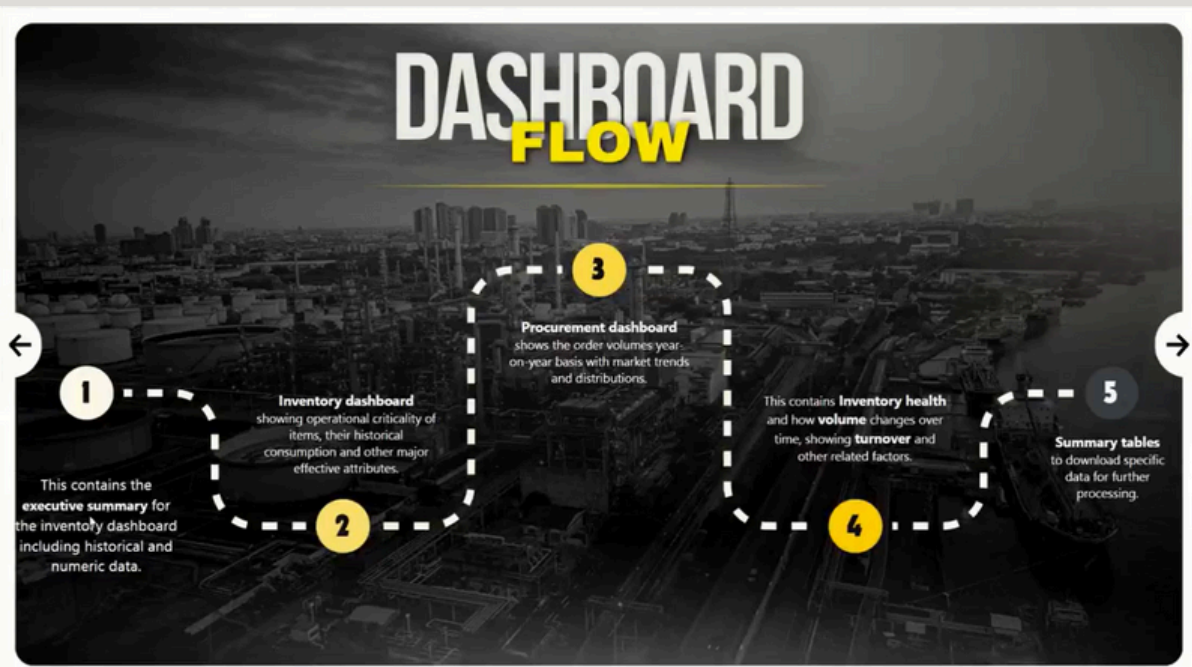 DASHBOARD
FLOW
1
This contains the
executive summary for
the inventory dashboard
including historical and
numeric data.
Inventory dashboard
showing operational criticality of
items, their historical
consumption and other major
effective attributes.
2
3
Procurement dashboard
shows the order volumes year-
on-year basis with market trends
and distributions.
This contains Inventory health
and how volume changes over
time, showing turnover and
other related factors.
4
5
Summary tables
to download specific
data for further
processing.